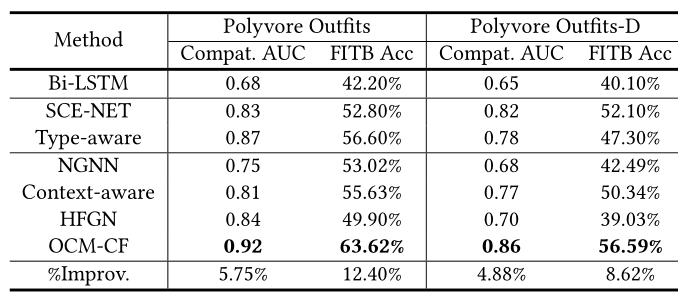 Method Polyvore Outfits Polyvore Outfits-D
Compat. AUC FITB Acc Compat. AUC FITB Acc
Bi-LSTM 0.68 42.20% 0.65 40.10%
SCE-NET 0.83 52.80% 0.82 52.10%
Type-aware 0.87 56.60% 0.78 47.30%
NGNN 0.75 53.02% 0.68 42.49%
Context-aware 0.81 55.63% 0.77 50.34%
HFGN 0.84 49.90% 0.70 39.03%
OCM-CF 0.92 63.62% 0.86 56.59%
%Improv. 5.75% 12.40% 4.88% 8.62%